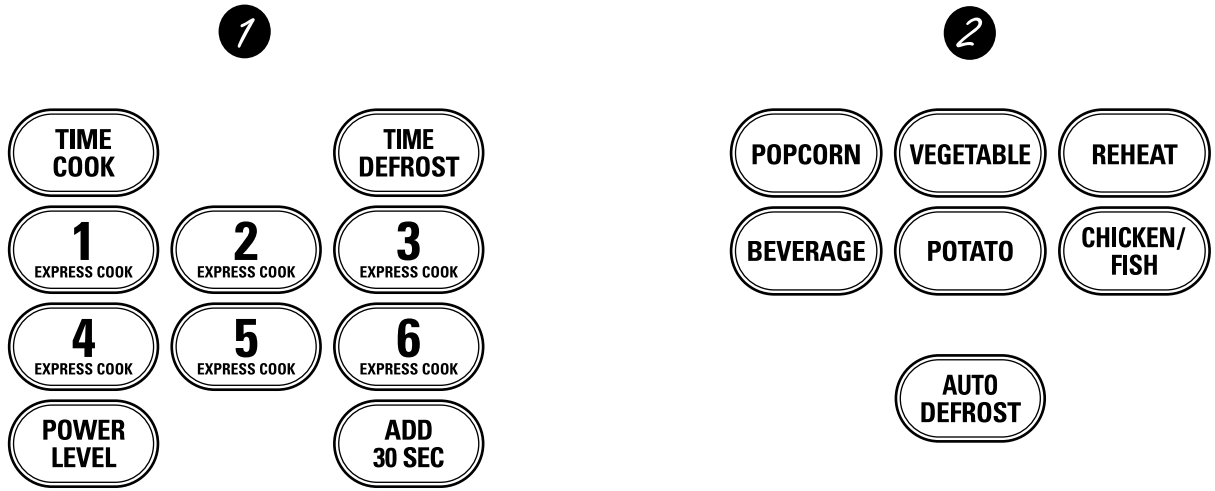 1
TIME
COOK
TIME
DEFROST
1
EXPRESS COOK
2
EXPRESS COOK
3
EXPRESS COOK
4
EXPRESS COOK
5
EXPRESS COOK
6
EXPRESS COOK
POWER
LEVEL
ADD
30 SEC
2
POPCORN
VEGETABLE
REHEAT
BEVERAGE
POTATO
CHICKEN/
FISH
AUTO
DEFROST